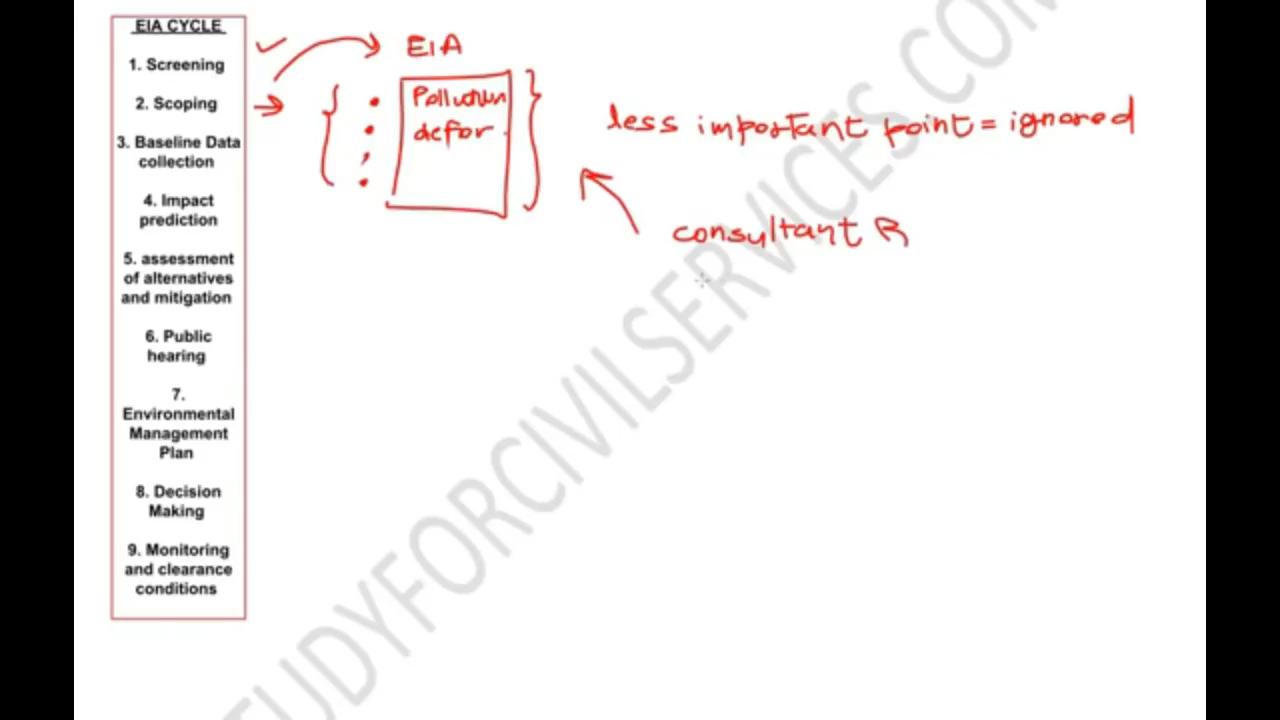 EIA CYCLE
1. Screening
2. Scoping
3. Baseline Data
collection
4. Impact
prediction
5. assessment
of alternatives
and mitigation
6. Public
hearing
7.
Environmental
Management
Plan
8. Decision
Making
9. Monitoring
and clearance
conditions
EIA
Pollution
defor.
less important point = ignored
consultant R
TUDYFORCIVILSERVICES.COM